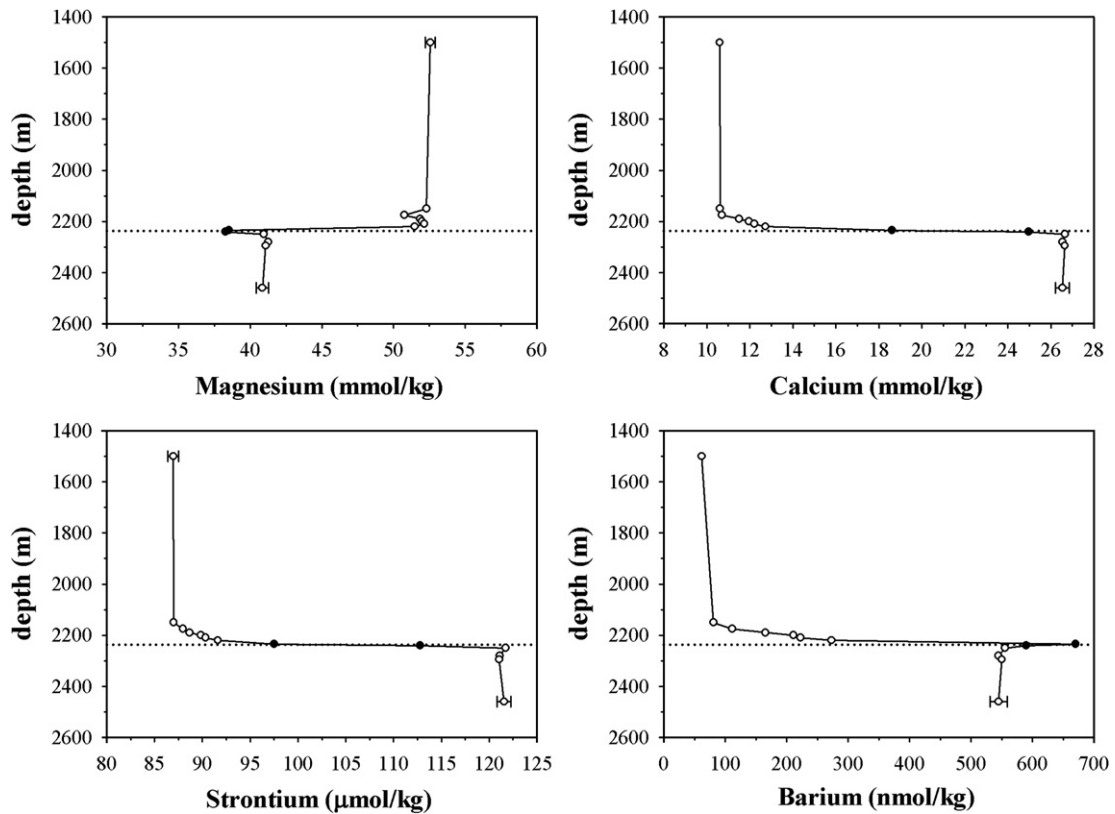 1400
1600
1800
2000
2200
2400
2600
depth (m)
30 35 40 45 50 55 60
Magnesium (mmol/kg)
1400
1600
1800
2000
2200
2400
2600
depth (m)
8 10 12 14 16 18 20 22 24 26 28
Calcium (mmol/kg)
1400
1600
1800
2000
2200
2400
2600
depth (m)
80 85 90 95 100 105 110 115 120 125
Strontium (μmol/kg)
1400
1600
1800
2000
2200
2400
2600
depth (m)
0 100 200 300 400 500 600 700
Barium (nmol/kg)